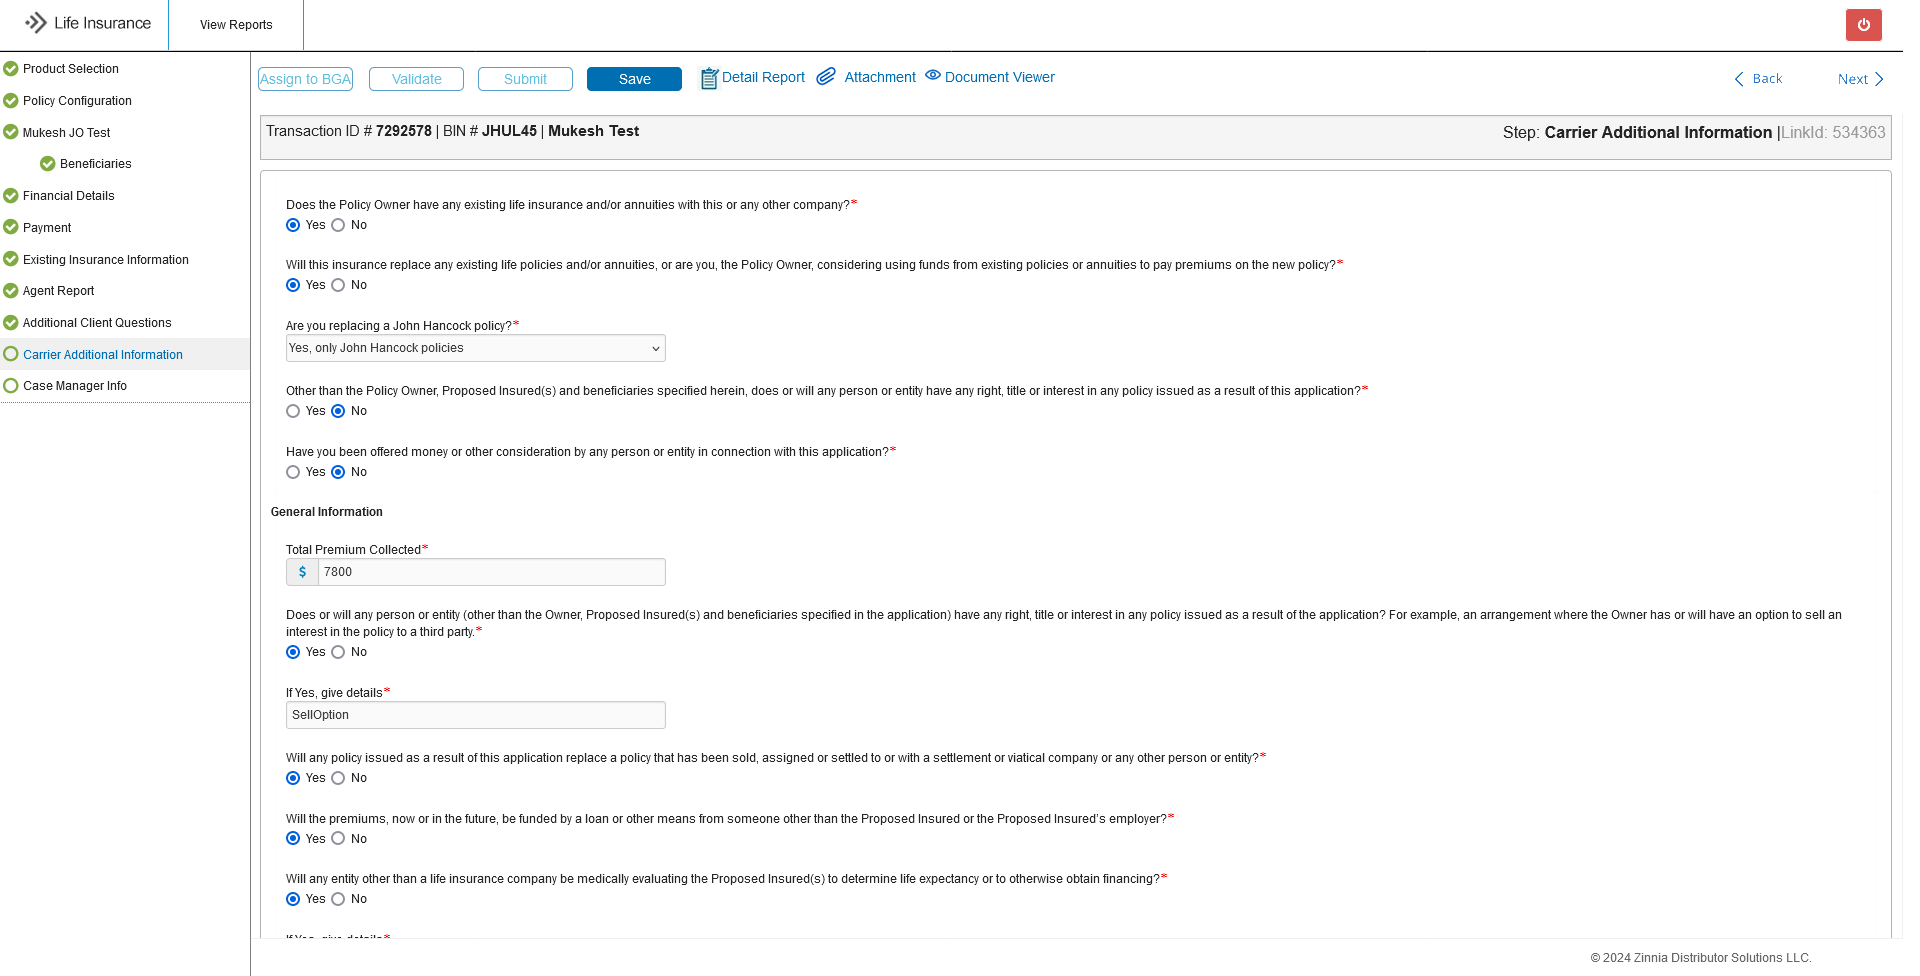 Life Insurance
View Reports
Product Selection
Policy Configuration
Mukesh JO Test
Beneficiaries
Financial Details
Payment
Existing Insurance Information
Agent Report
Additional Client Questions
Carrier Additional Information
Case Manager Info
Assign to BGA
Validate
Submit
Save
Detail Report
Attachment
Document Viewer
Back
Next
Transaction ID # 7292578 | BIN # JHUL45 | Mukesh Test
Step: Carrier Additional Information |LinkId: 534363
Does the Policy Owner have any existing life insurance and/or annuities with this or any other company?*
Yes No
Will this insurance replace any existing life policies and/or annuities, or are you, the Policy Owner, considering using funds from existing policies or annuities to pay premiums on the new policy?*
Yes No
Are you replacing a John Hancock policy?*
Yes, only John Hancock policies
Other than the Policy Owner, Proposed Insured(s) and beneficiaries specified herein, does or will any person or entity have any right, title or interest in any policy issued as a result of this application?*
Yes No
Have you been offered money or other consideration by any person or entity in connection with this application?*
Yes No
General Information
Total Premium Collected*
$ 7800
Does or will any person or entity (other than the Owner, Proposed Insured(s) and beneficiaries specified in the application) have any right, title or interest in any policy issued as a result of the application? For example, an arrangement where the Owner has or will have an option to sell an
interest in the policy to a third party.*
Yes No
If Yes, give details*
SellOption
Will any policy issued as a result of this application replace a policy that has been sold, assigned or settled to or with a settlement or viatical company or any other person or entity?*
Yes No
Will the premiums, now or in the future, be funded by a loan or other means from someone other than the Proposed Insured or the Proposed Insured's employer?*
Yes No
Will any entity other than a life insurance company be medically evaluating the Proposed Insured(s) to determine life expectancy or to otherwise obtain financing?*
Yes No
If Yes, give details*
© 2024 Zinnia Distributor Solutions LLC.